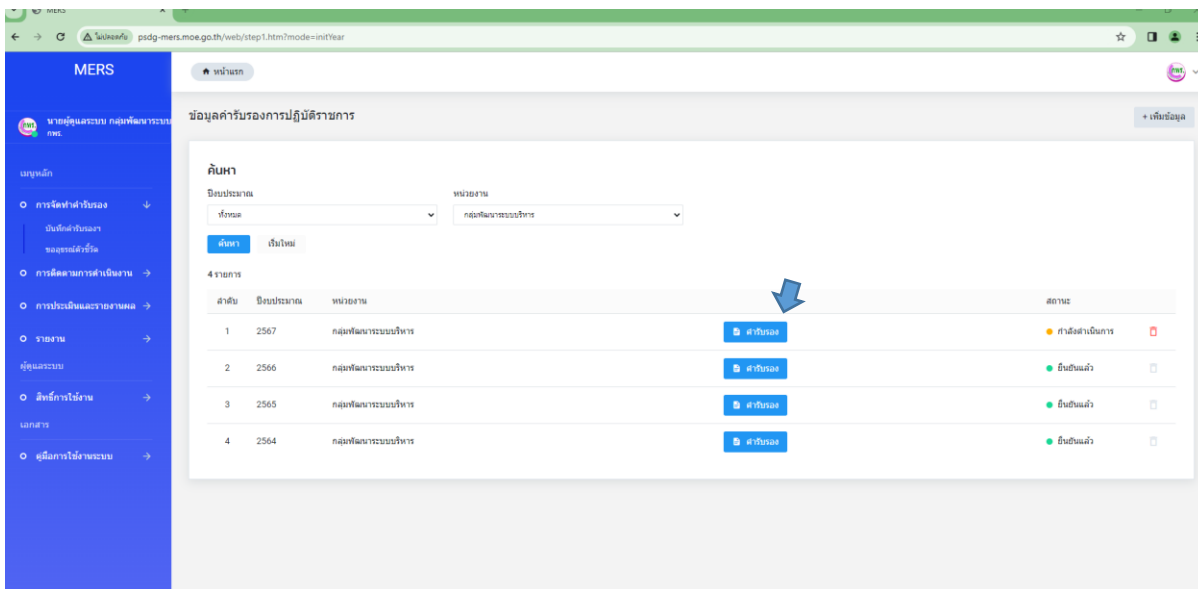 MERS
ไม่ปลอดภัย psdg-mers.moe.go.th/web/step1.htm?mode=initYear
MERS
หน้าแรก
กพร.
นายผู้ดูแลระบบ กลุ่มพัฒนาระบบ
กพร.
ข้อมูลคำรับรองการปฏิบัติราชการ
+ เพิ่มข้อมูล
เมนูหลัก
การจัดทำคำรับรอง
บันทึกคำรับรองฯ
ขออุธรณ์ตัวชี้วัด
การติดตามการดำเนินงาน
การประเมินและรายงานผล
รายงาน
ผู้ดูแลระบบ
สิทธิ์การใช้งาน
เอกสาร
คู่มือการใช้งานระบบ
ค้นหา
ปีงบประมาณ หน่วยงาน
ทั้งหมด กลุ่มพัฒนาระบบบริหาร
ค้นหา เริ่มใหม่
4 รายการ
ลำดับ ปีงบประมาณ หน่วยงาน สถานะ
1 2567 กลุ่มพัฒนาระบบบริหาร คำรับรอง กำลังดำเนินการ
2 2566 กลุ่มพัฒนาระบบบริหาร คำรับรอง ยืนยันแล้ว
3 2565 กลุ่มพัฒนาระบบบริหาร คำรับรอง ยืนยันแล้ว
4 2564 กลุ่มพัฒนาระบบบริหาร คำรับรอง ยืนยันแล้ว